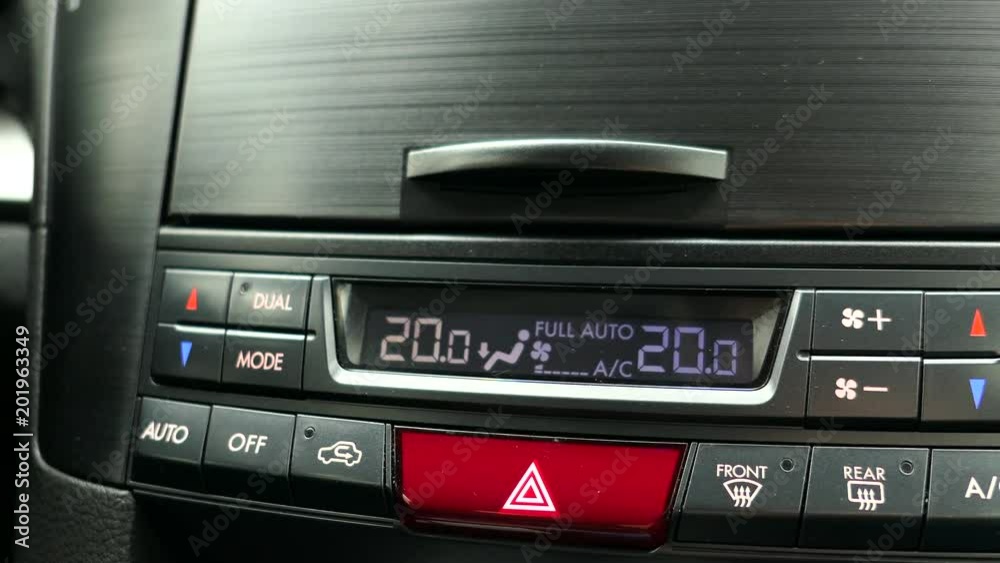 DUAL
MODE
20.0 FULL AUTO 20.0
A/C
+
−
AUTO
OFF
FRONT
REAR
A/C
Adobe Stock | #201963349